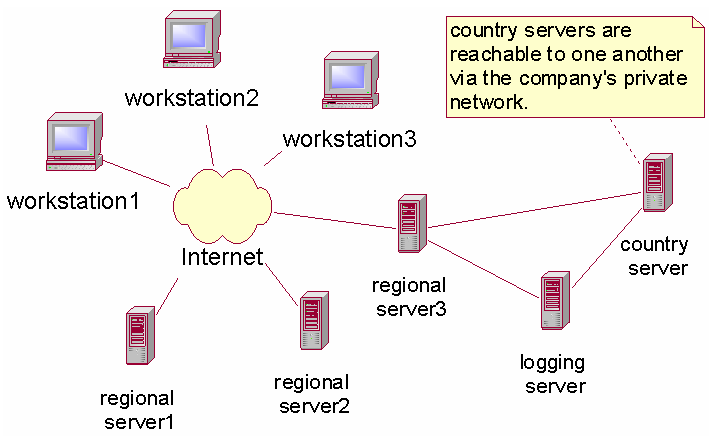 country servers are
reachable to one another
via the company's private
network.
workstation2
workstation3
workstation1
Internet
country
server
regional
server3
logging
server
regional
server1
regional
server2